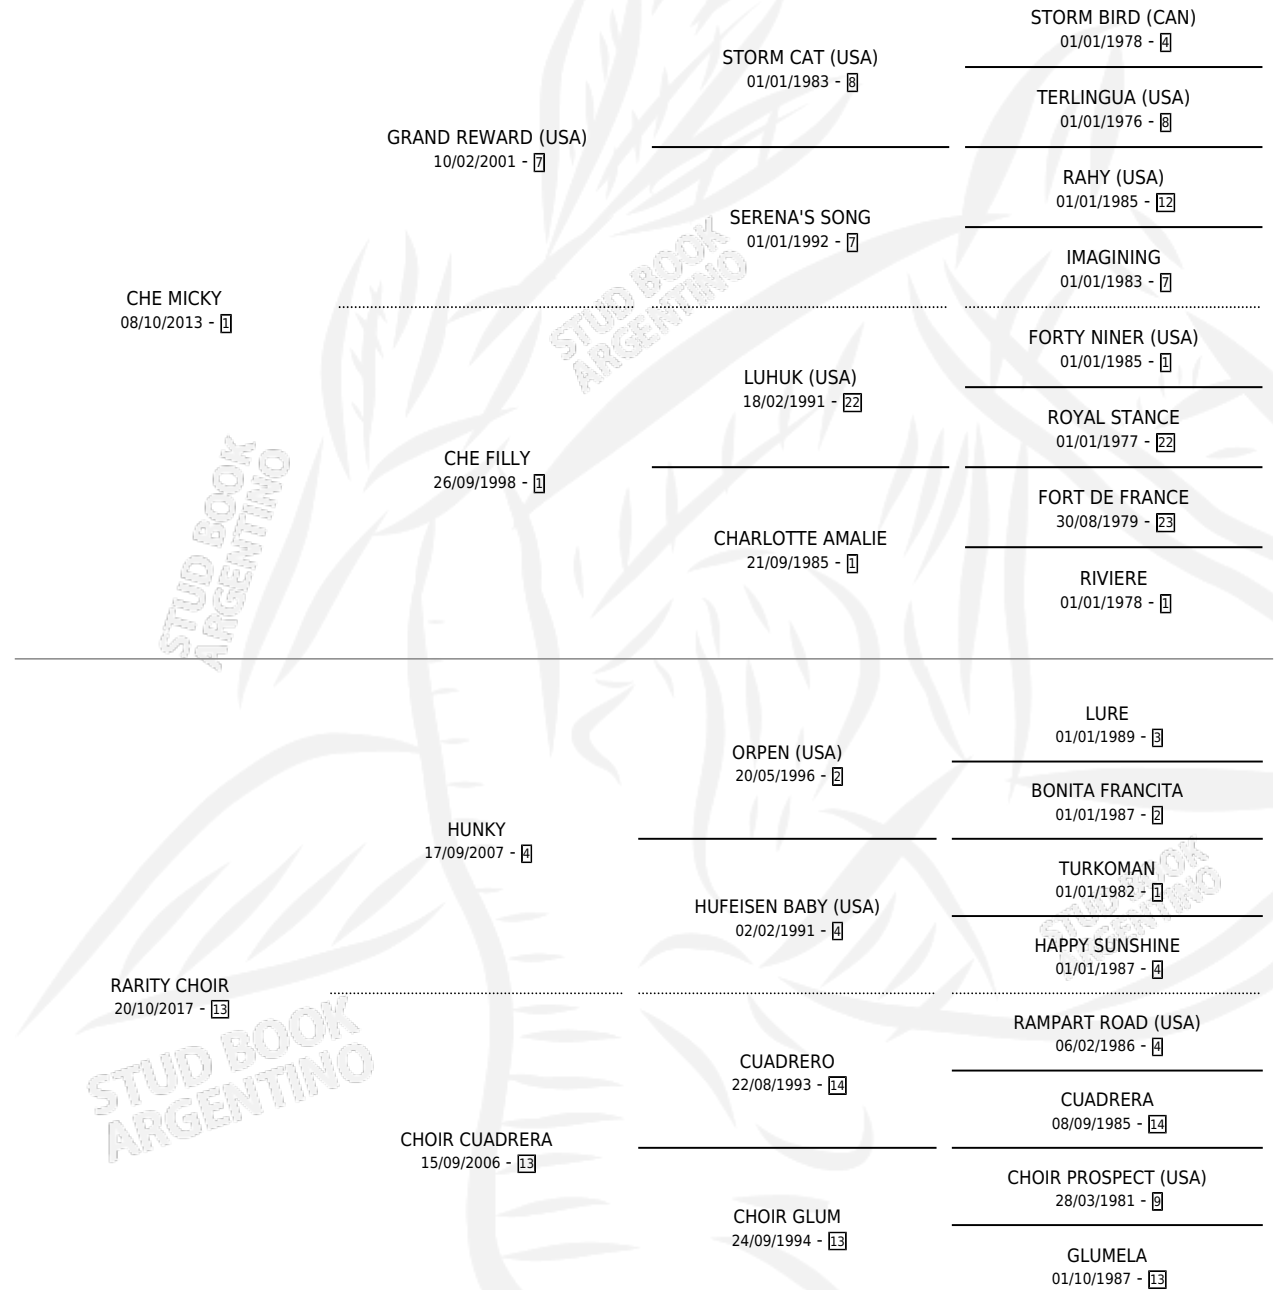 STORM BIRD (CAN)
01/01/1978 - 4
STORM CAT (USA)
01/01/1983 - 8
TERLINGUA (USA)
01/01/1976 - 8
GRAND REWARD (USA)
10/02/2001 - 7
RAHY (USA)
01/01/1985 - 12
SERENA'S SONG
01/01/1992 - 7
IMAGINING
01/01/1983 - 7
CHE MICKY
08/10/2013 - 1
FORTY NINER (USA)
01/01/1985 - 1
LUHUK (USA)
18/02/1991 - 22
ROYAL STANCE
01/01/1977 - 22
CHE FILLY
26/09/1998 - 1
FORT DE FRANCE
30/08/1979 - 23
CHARLOTTE AMALIE
21/09/1985 - 1
RIVIERE
01/01/1978 - 1
LURE
01/01/1989 - 3
ORPEN (USA)
20/05/1996 - 2
BONITA FRANCITA
01/01/1987 - 2
HUNKY
17/09/2007 - 4
TURKOMAN
01/01/1982 - 1
HUFEISEN BABY (USA)
02/02/1991 - 4
HAPPY SUNSHINE
01/01/1987 - 4
RARITY CHOIR
20/10/2017 - 13
RAMPART ROAD (USA)
06/02/1986 - 4
CUADRERO
22/08/1993 - 14
CUADRERA
08/09/1985 - 14
CHOIR CUADRERA
15/09/2006 - 13
CHOIR PROSPECT (USA)
28/03/1981 - 9
CHOIR GLUM
24/09/1994 - 13
GLUMELA
01/10/1987 - 13
STUD BOOK
ARGENTINO
STUD BOOK
ARGENTINO
STUD BOOK
ARGENTINO
STUD BOOK
ARGENTINO